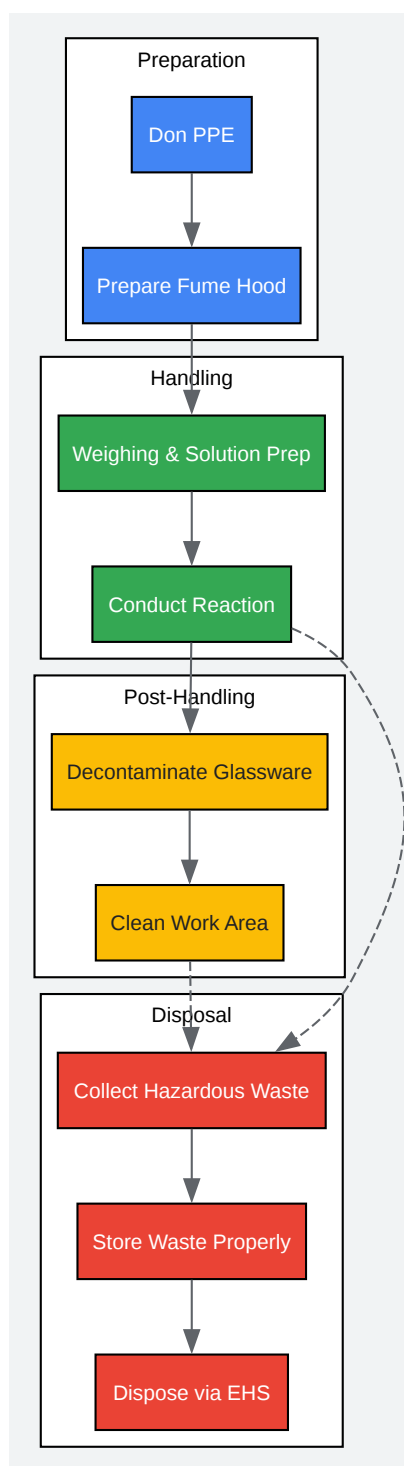 Preparation
Don PPE
Prepare Fume Hood
Handling
Weighing & Solution Prep
Conduct Reaction
Post-Handling
Decontaminate Glassware
Clean Work Area
Disposal
Collect Hazardous Waste
Store Waste Properly
Dispose via EHS